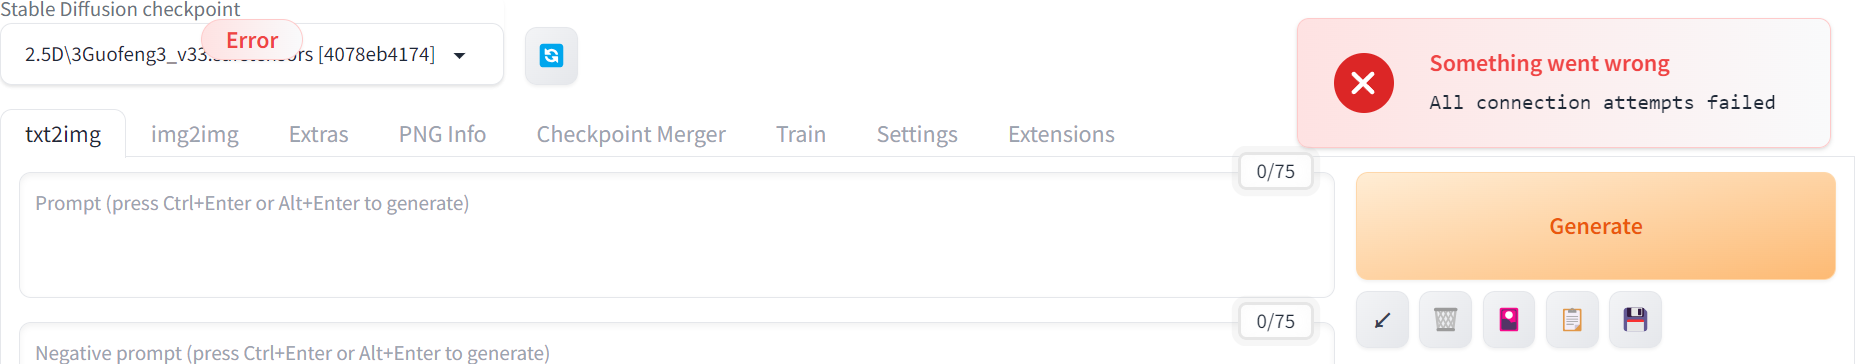 Stable Diffusion checkpoint
Error
2.5D\3Guofeng3_v33.safetensors [4078eb4174]
Something went wrong
All connection attempts failed
txt2img
img2img
Extras
PNG Info
Checkpoint Merger
Train
Settings
Extensions
0/75
Prompt (press Ctrl+Enter or Alt+Enter to generate)
Generate
0/75
Negative prompt (press Ctrl+Enter or Alt+Enter to generate)